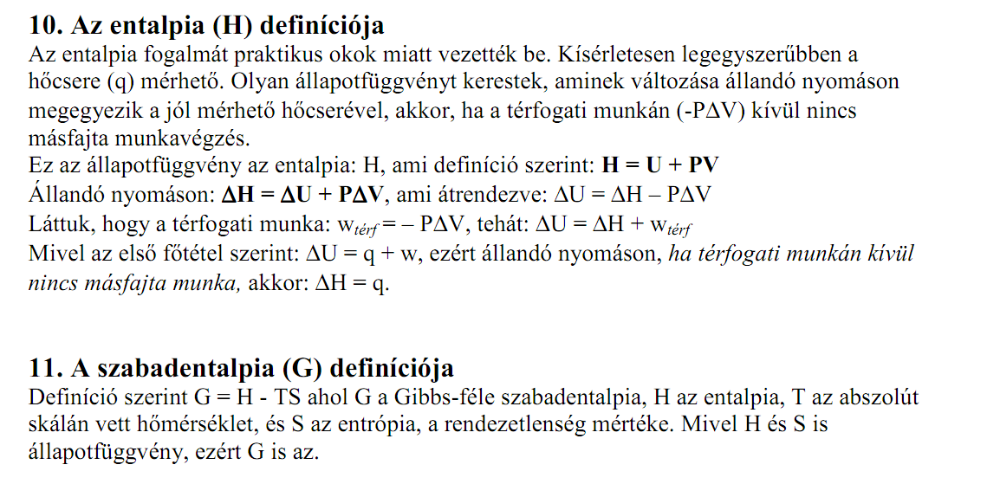 10. Az entalpia (H) definíciója
Az entalpia fogalmát praktikus okok miatt vezették be. Kísérletesen legegyszerűbben a
hőcsere (q) mérhető. Olyan állapotfüggvényt kerestek, aminek változása állandó nyomáson
megegyezik a jól mérhető hőcserével, akkor, ha a térfogati munkán (-PΔV) kívül nincs
másfajta munkavégzés.
Ez az állapotfüggvény az entalpia: H, ami definíció szerint: H = U + PV
Állandó nyomáson: ΔH = ΔU + PΔV, ami átrendezve: ΔU = ΔH – PΔV
Láttuk, hogy a térfogati munka: wtérf = – PΔV, tehát: ΔU = ΔH + wtérf
Mivel az első főtétel szerint: ΔU = q + w, ezért állandó nyomáson, ha térfogati munkán kívül
nincs másfajta munka, akkor: ΔH = q.
11. A szabadentalpia (G) definíciója
Definíció szerint G = H - TS ahol G a Gibbs-féle szabadentalpia, H az entalpia, T az abszolút
skálán vett hőmérséklet, és S az entrópia, a rendezetlenség mértéke. Mivel H és S is
állapotfüggvény, ezért G is az.